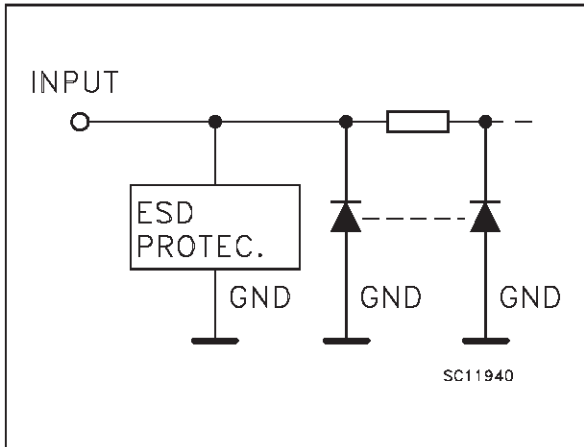 INPUT
ESD
PROTEC.
GND
GND
GND
SC11940